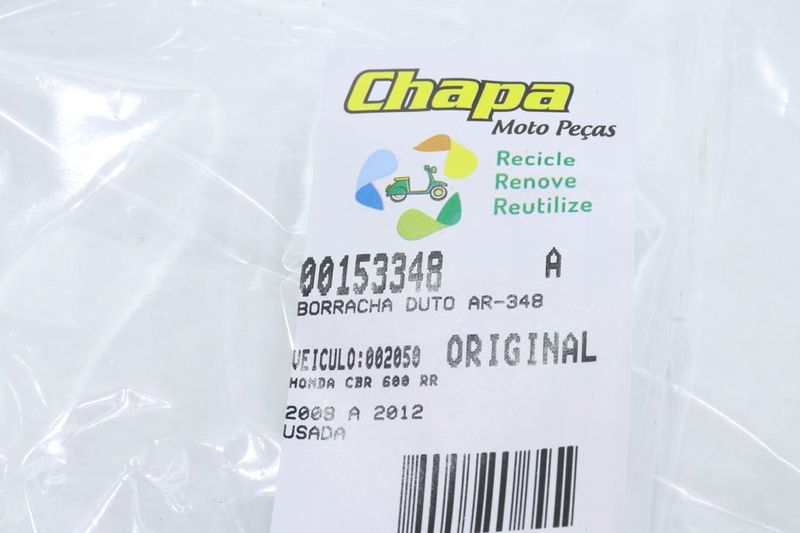 Chapa
Moto Peças
Recicle
Renove
Reutilize
00153348 A
BORRACHA DUTO AR-348
VEICULO:002050 ORIGINAL
HONDA CBR 600 RR
2008 A 2012
USADA